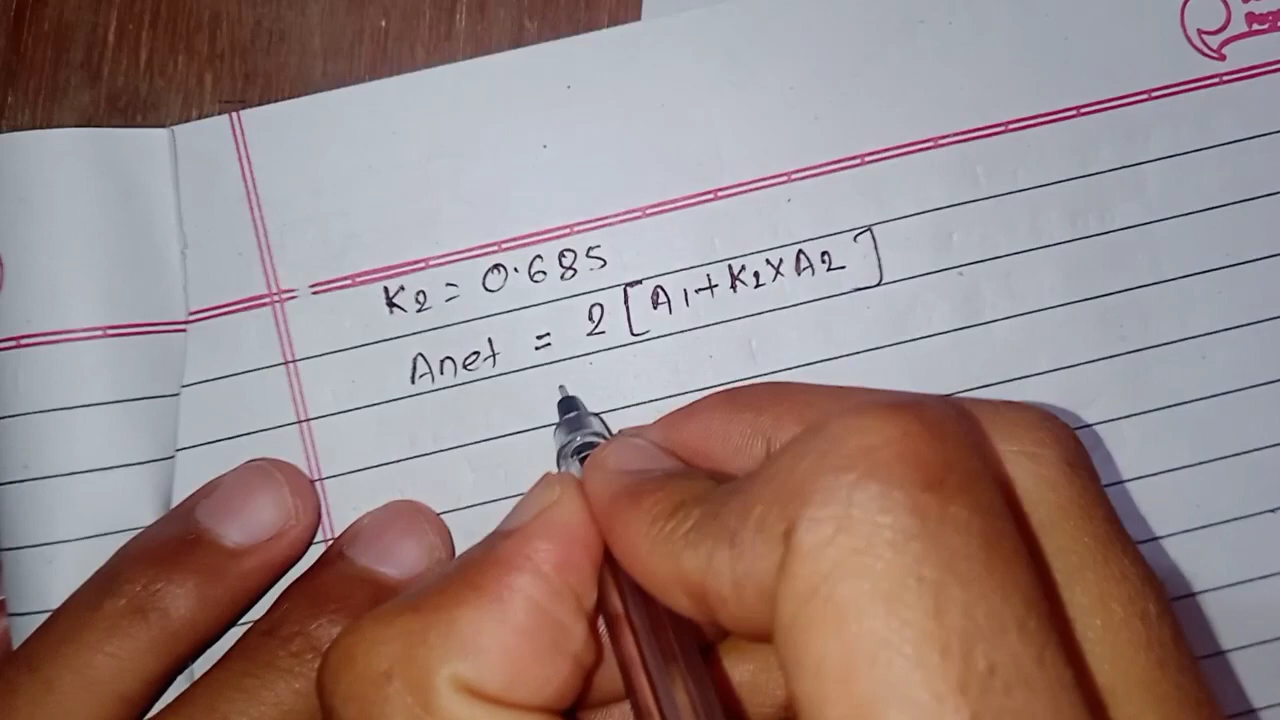 K2 = 0.685
Anet = 2 [A1+K2×A2]